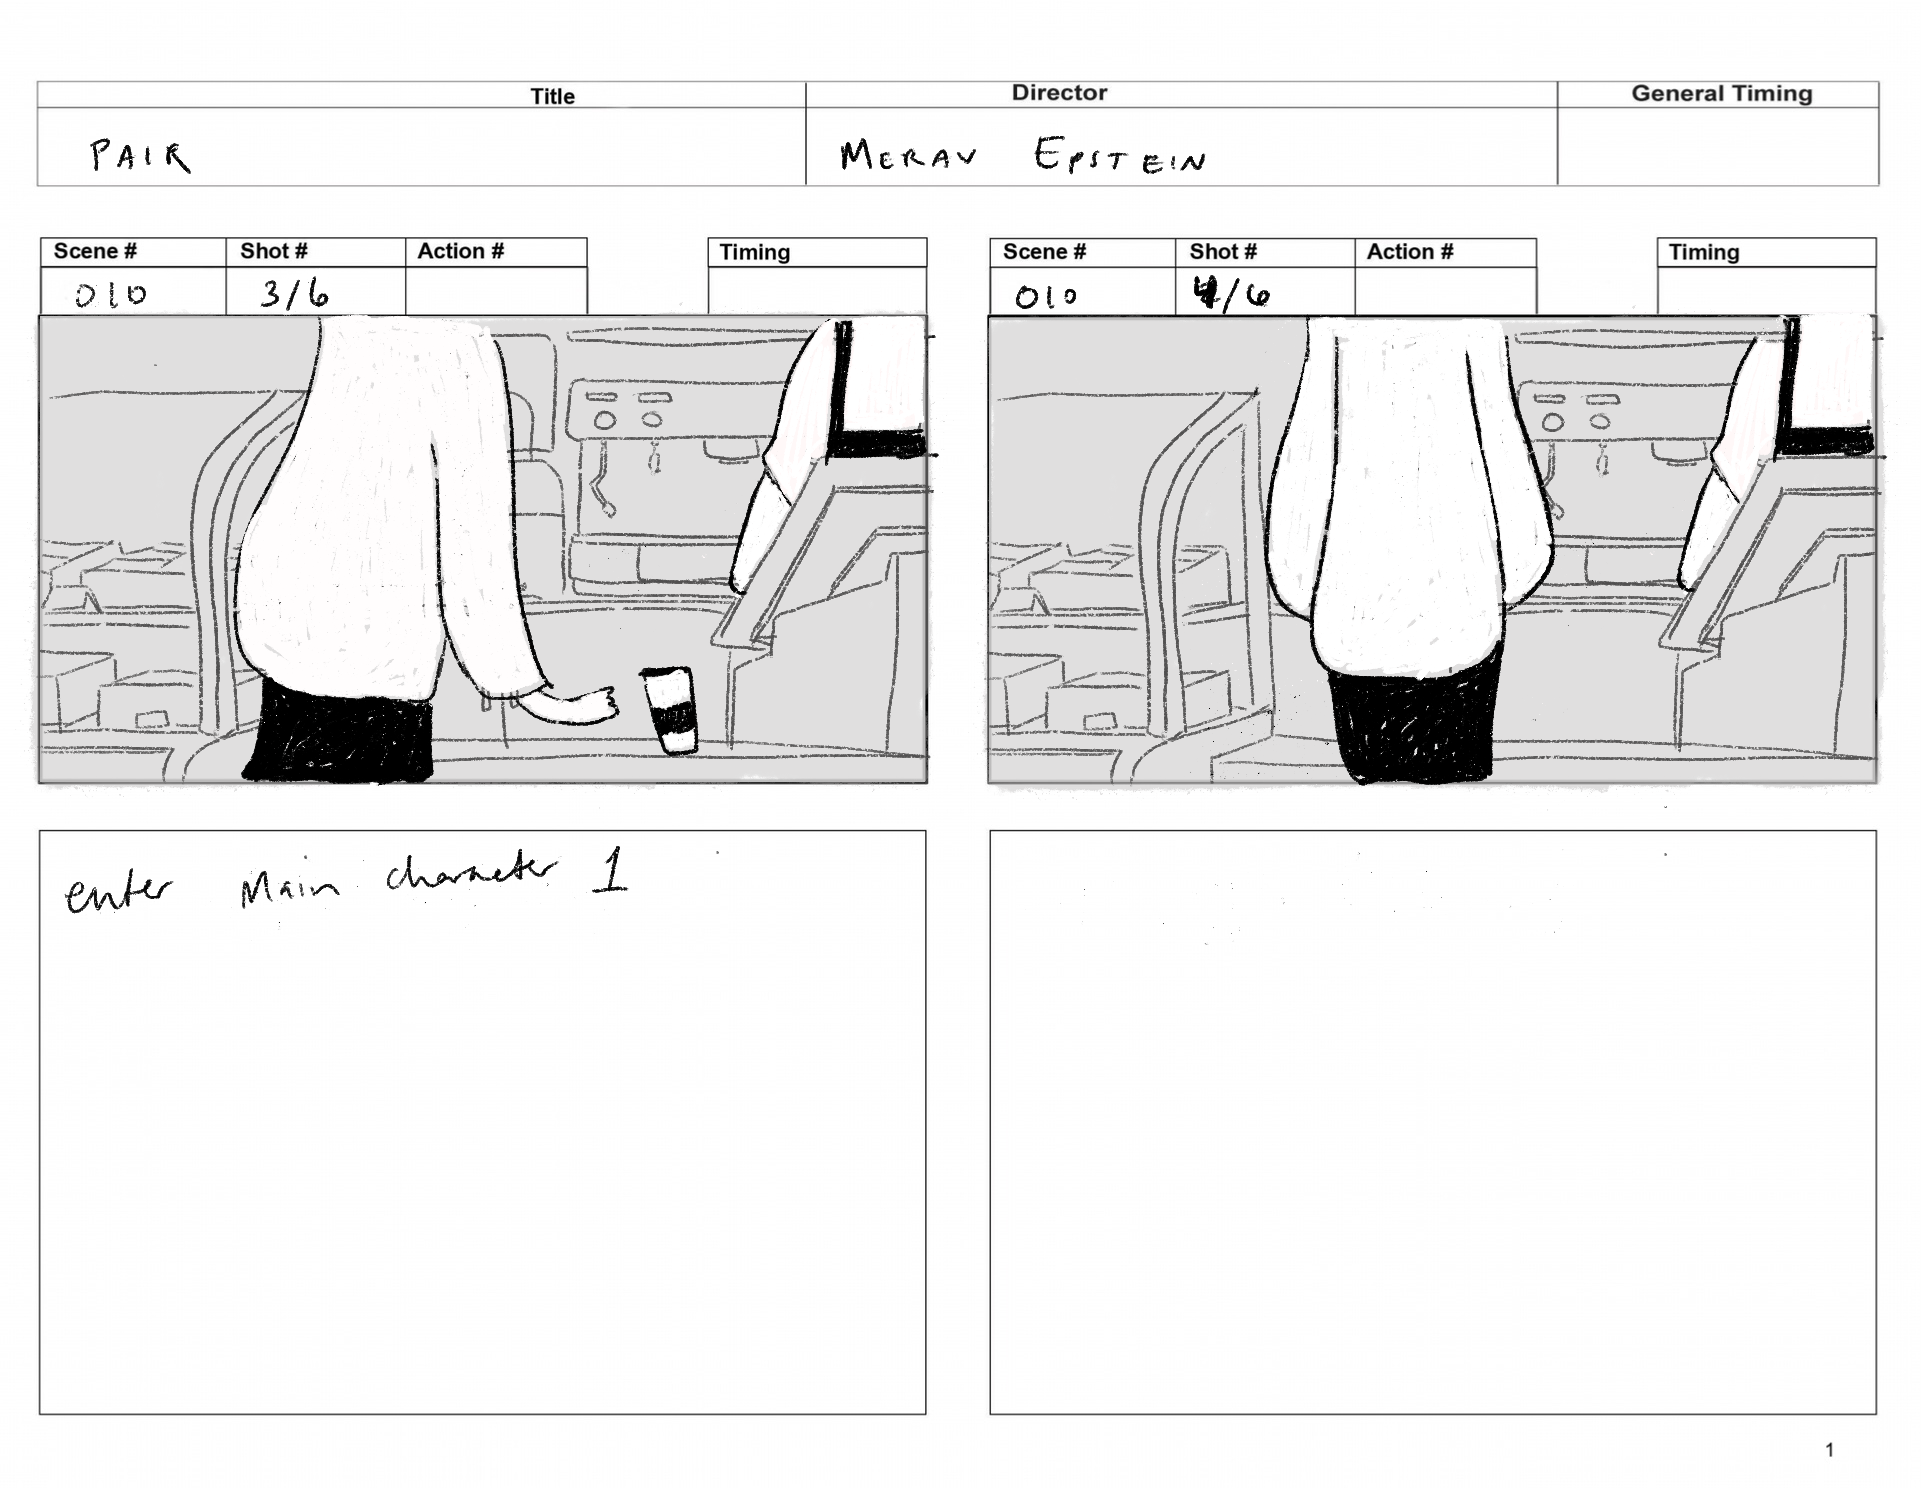 Title Director General Timing
PAIR MERAV EPSTEIN
Scene # Shot # Action # Timing
010 3/6
Scene # Shot # Action # Timing
010 4/6
enter Main character 1
1